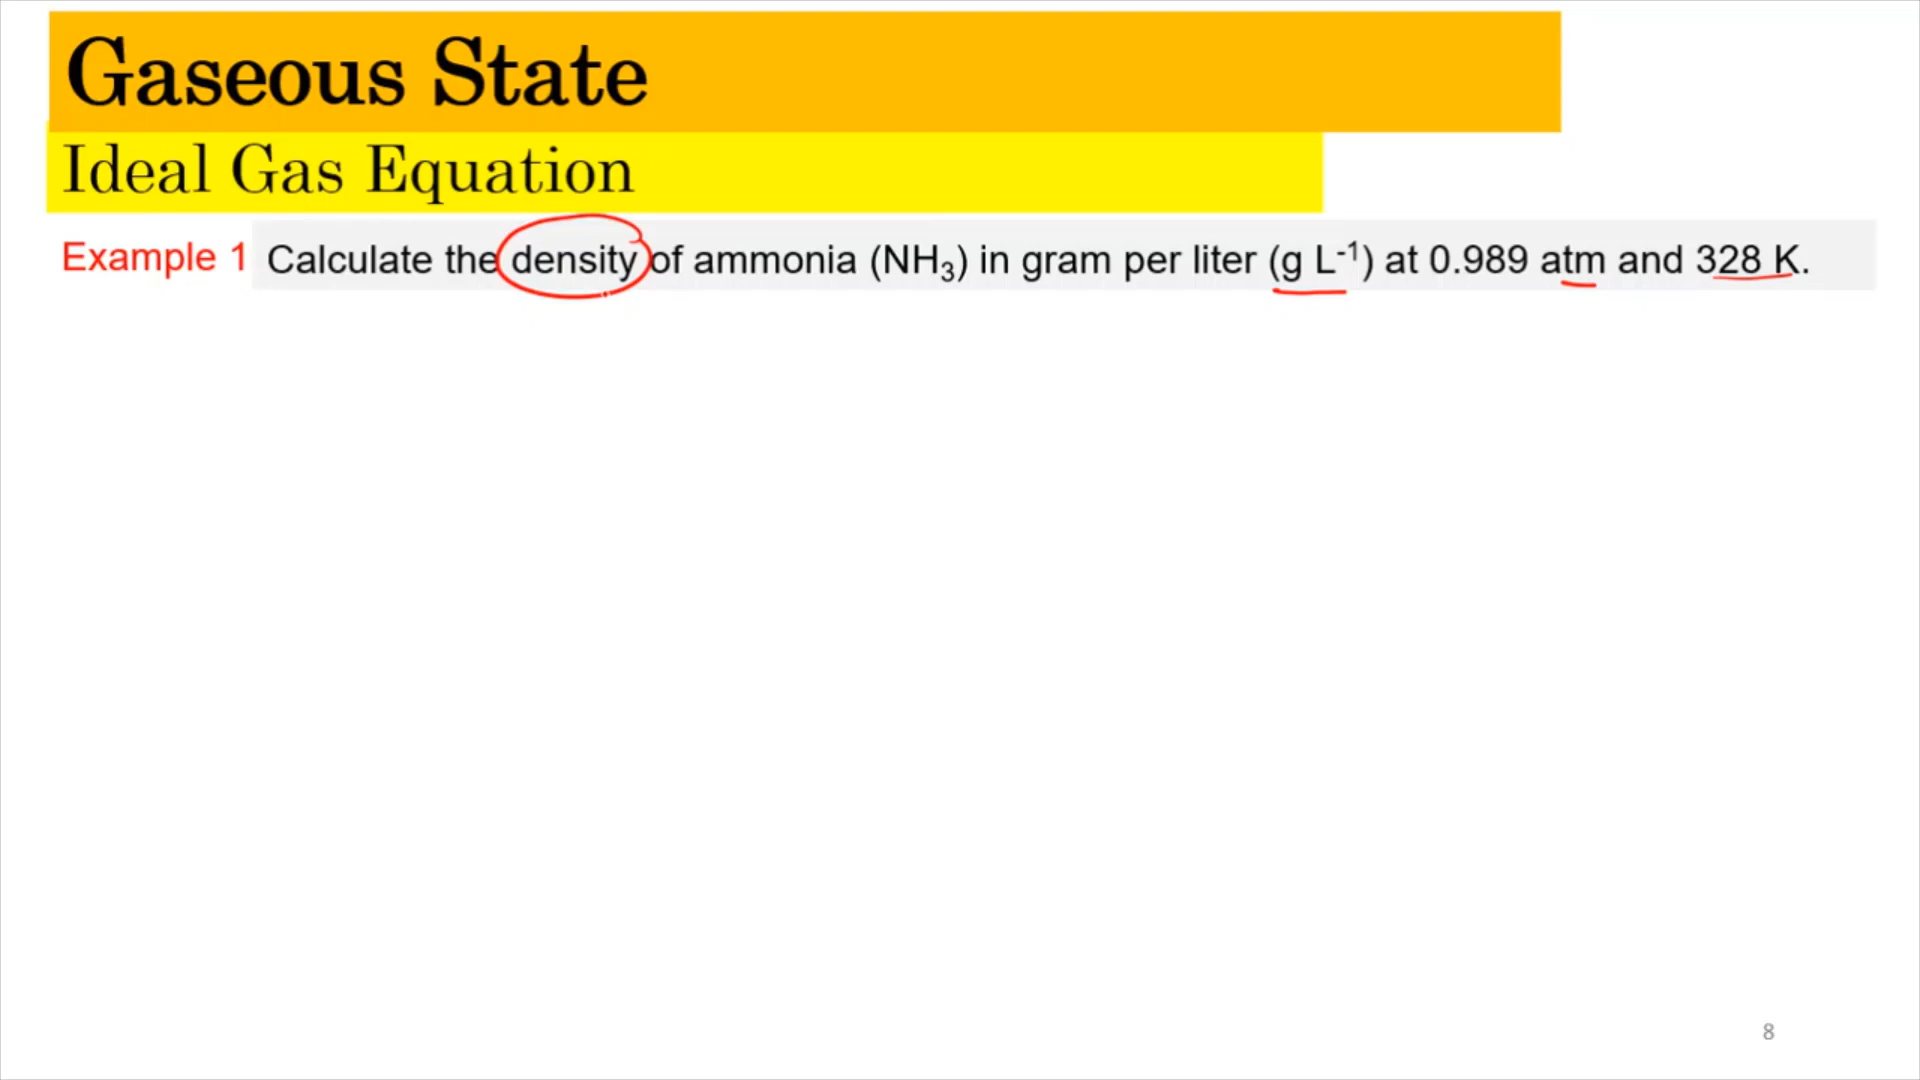 Gaseous State
Ideal Gas Equation
Example 1 Calculate the density of ammonia (NH₃) in gram per liter (g L⁻¹) at 0.989 atm and 328 K.
8